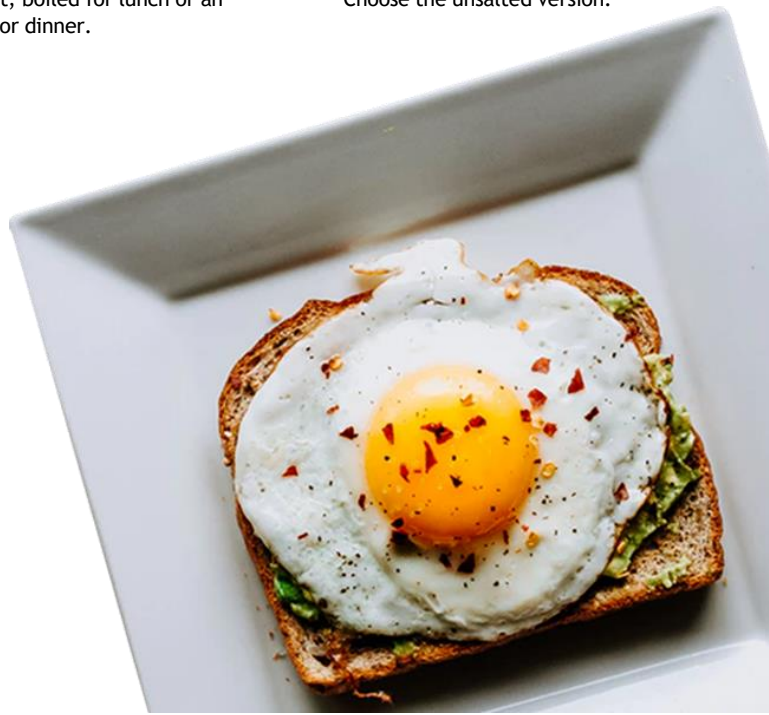 boiled for lunch or an
or dinner.
Choose the unsalted version.